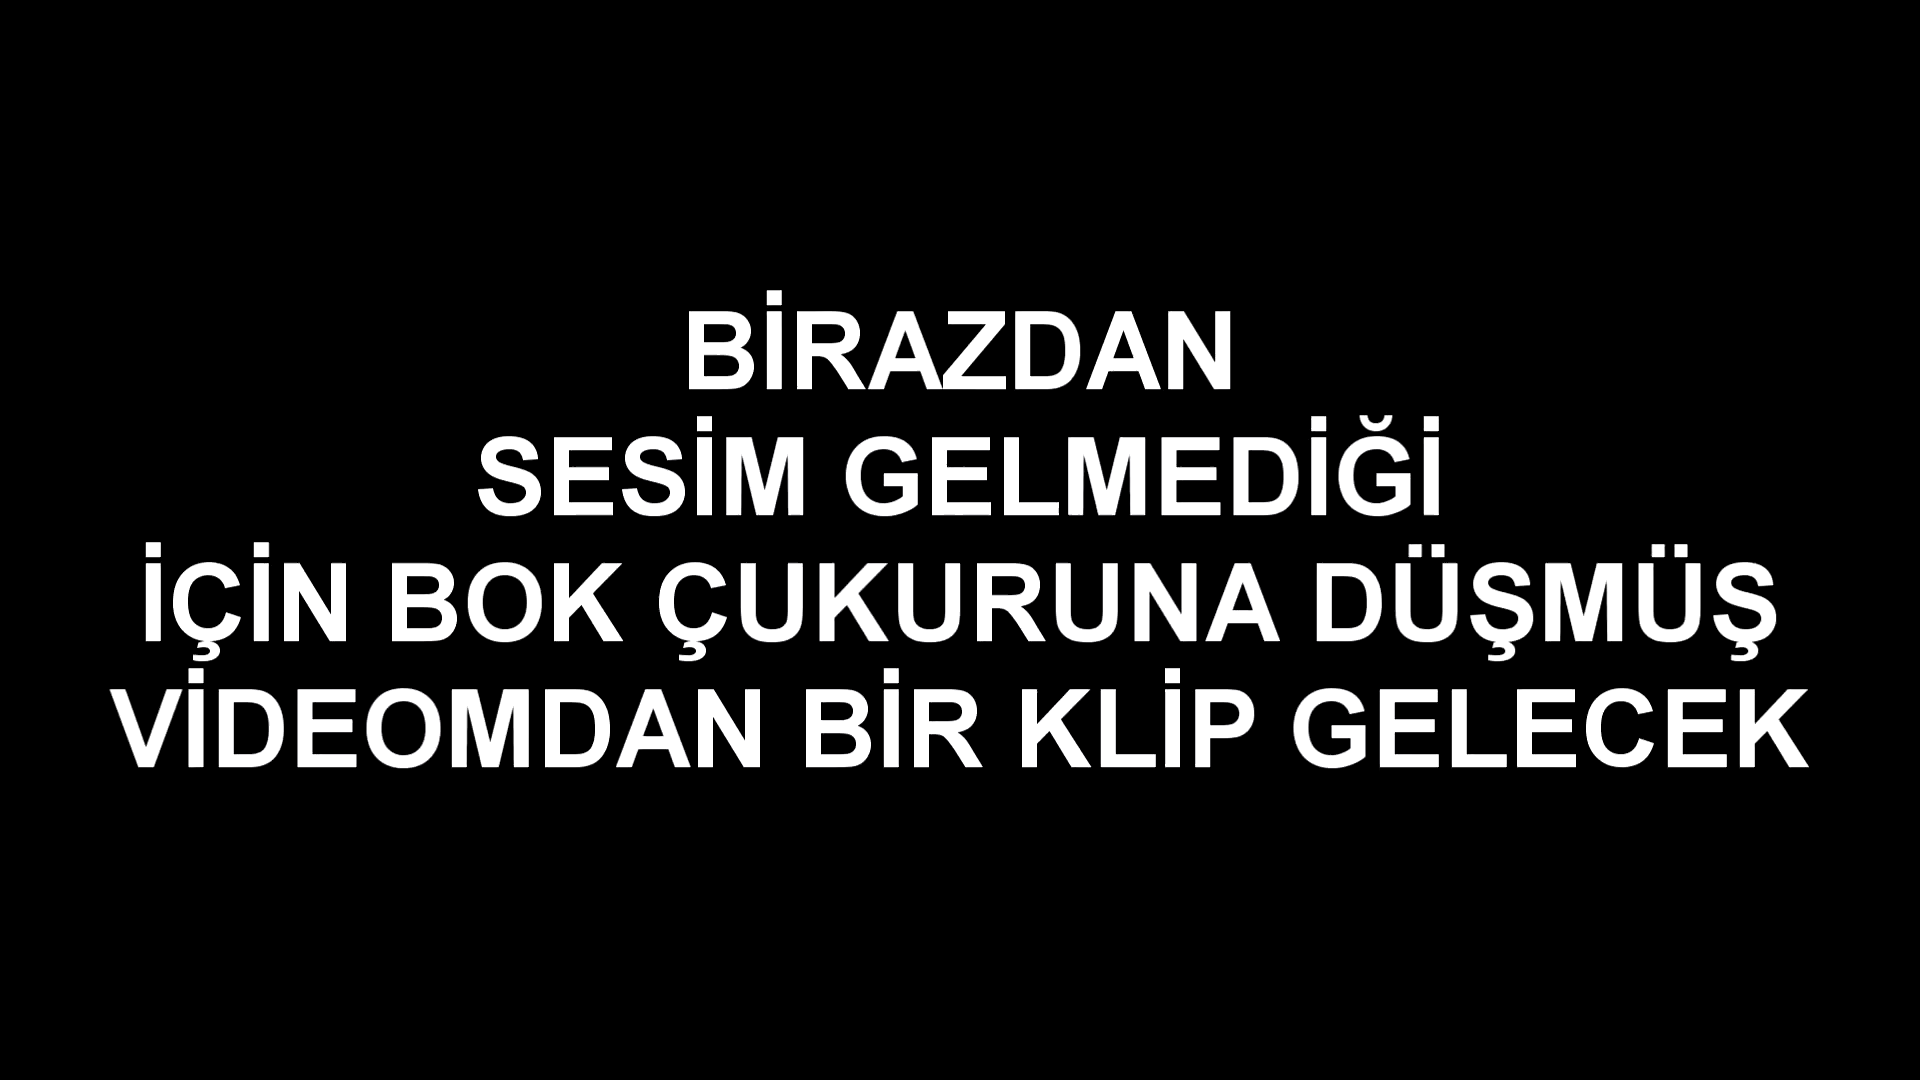 BİRAZDAN
SESİM GELMEDİĞİ
İÇİN BOK ÇUKURUNA DÜŞMÜŞ
VİDEOMDAN BİR KLİP GELECEK